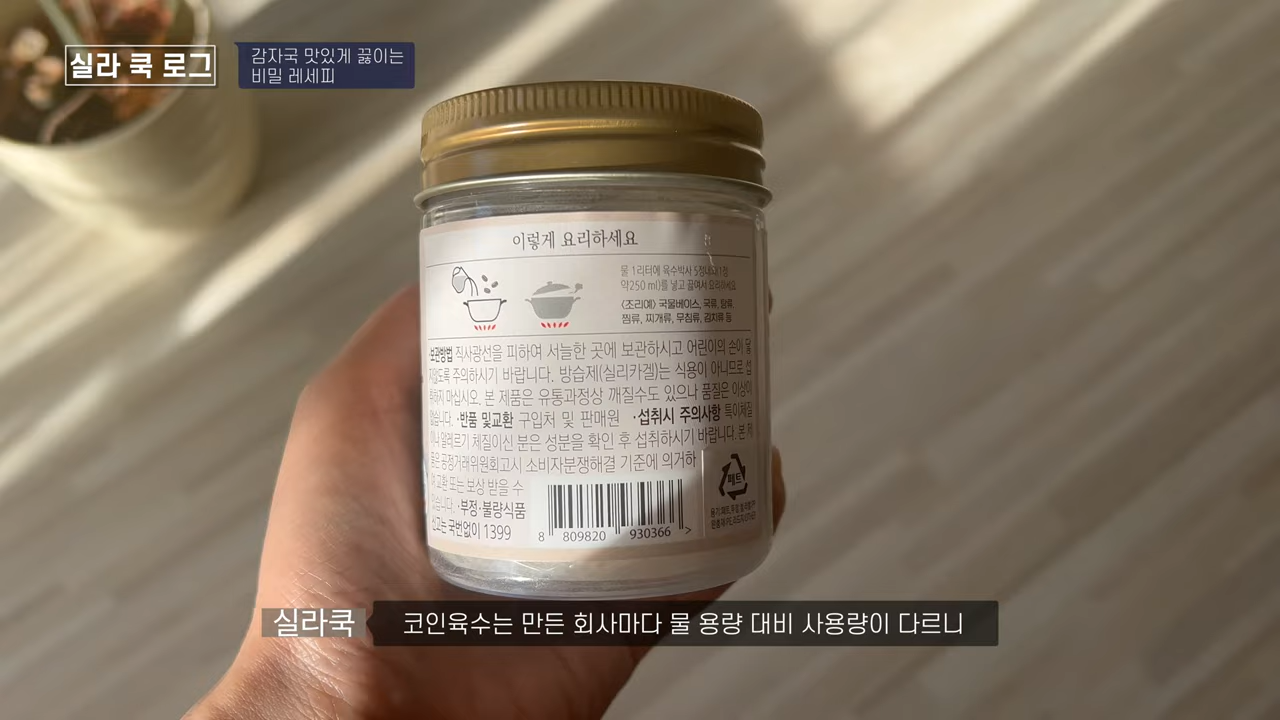 실라 쿡 로그
감자국 맛있게 끓이는
비밀 레세피
이렇게 요리하세요
물 1리터에 육수박사 5정내외(1정
약250 ml)를 넣고 끓여서 요리하세요
<조리예> 국물베이스, 국류, 탕류,
찜류, 찌개류, 무침류, 김치류 등
·보관방법 직사광선을 피하여 서늘한 곳에 보관하시고 어린이의 손이 닿
지않도록 주의하시기 바랍니다. 방습제(실리카겔)는 식용이 아니므로 섭
취하지 마십시오. 본 제품은 유통과정상 깨질수도 있으나 품질은 이상이
없습니다. ·반품 및교환 구입처 및 판매원 ·섭취시 주의사항 특이체질
이나 알레르기 체질이신 분은 성분을 확인 후 섭취하시기 바랍니다. 본 제
품은 공정거래위원회고시 소비자분쟁해결 기준에 의거하
여 교환 또는 보상 받을 수
있습니다. ·부정·불량식품
신고는 국번없이 1399
페트
8 809820 930366 >
실라쿡
코인육수는 만든 회사마다 물 용량 대비 사용량이 다르니